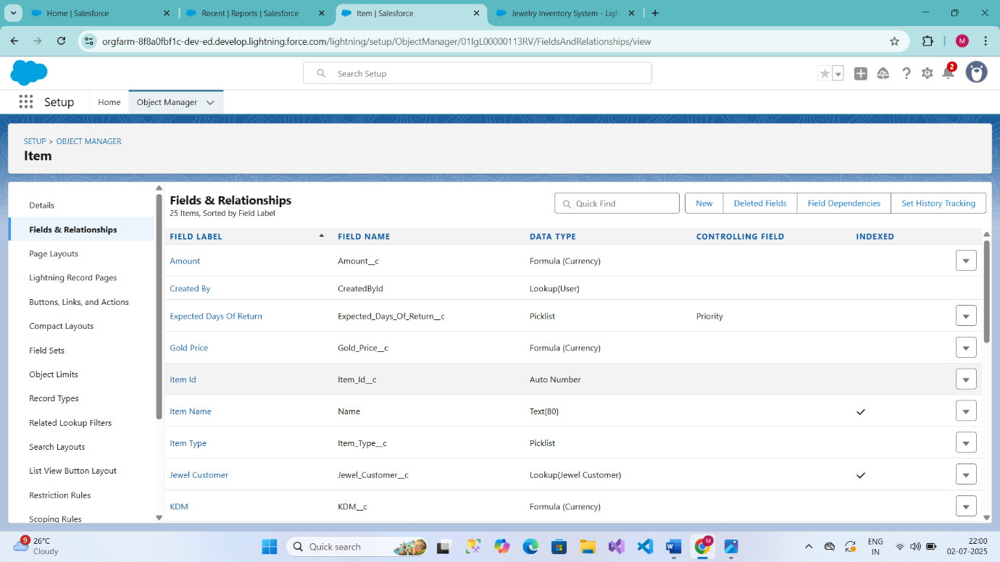 Home | Salesforce
Recent | Reports | Salesforce
Item | Salesforce
Jewelry Inventory System - Ligh
orgfarm-8f8a0fbf1c-dev-ed.develop.lightning.force.com/lightning/setup/ObjectManager/01IgL00000113RV/FieldsAndRelationships/view
M
Search Setup
2
Setup
Home
Object Manager
SETUP > OBJECT MANAGER
Item
Details
Fields & Relationships
Page Layouts
Lightning Record Pages
Buttons, Links, and Actions
Compact Layouts
Field Sets
Object Limits
Record Types
Related Lookup Filters
Search Layouts
List View Button Layout
Restriction Rules
Scoping Rules
Fields & Relationships
25 Items, Sorted by Field Label
Quick Find
New
Deleted Fields
Field Dependencies
Set History Tracking
FIELD LABEL FIELD NAME DATA TYPE CONTROLLING FIELD INDEXED
Amount Amount__c Formula (Currency)
Created By CreatedById Lookup(User)
Expected Days Of Return Expected_Days_Of_Return__c Picklist Priority
Gold Price Gold_Price__c Formula (Currency)
Item Id Item_Id__c Auto Number
Item Name Name Text(80)
Item Type Item_Type__c Picklist
Jewel Customer Jewel_Customer__c Lookup(Jewel Customer)
KDM KDM__c Formula (Currency)
9
26°C
Cloudy
Quick search
M
ENG
IN
22:00
02-07-2025